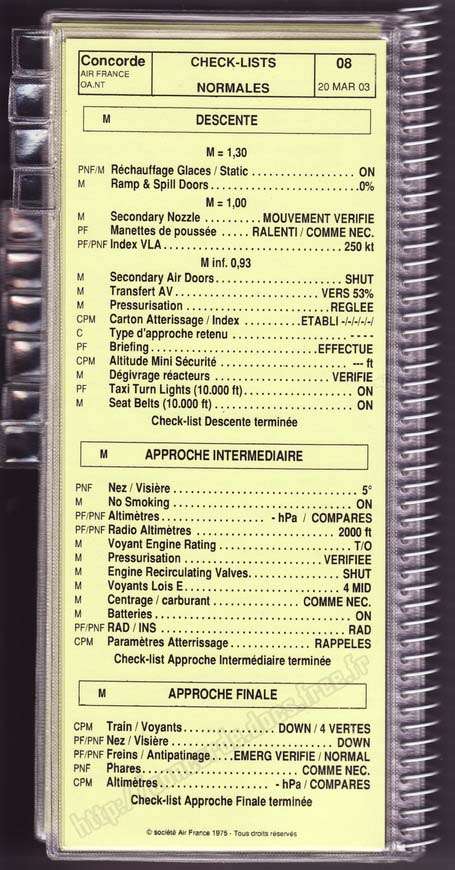 Concorde CHECK-LISTS 08
AIR FRANCE
OA.NT NORMALES 20 MAR 03
M DESCENTE
M = 1,30
PNF/M Réchauffage Glaces / Static ON
M Ramp & Spill Doors 0%
M = 1,00
M Secondary Nozzle MOUVEMENT VERIFIE
PF Manettes de poussée RALENTI / COMME NEC.
PF/PNF Index VLA 250 kt
M inf. 0,93
M Secondary Air Doors SHUT
M Transfert AV VERS 53%
M Pressurisation REGLEE
CPM Carton Atterissage / Index ETABLI -/-/-/-/-/
C Type d'approche retenu - - - -
PF Briefing EFFECTUE
CPM Altitude Mini Sécurité --- ft
M Dégivrage réacteurs VERIFIE
PF Taxi Turn Lights (10.000 ft) ON
M Seat Belts (10.000 ft) ON
Check-list Descente terminée
M APPROCHE INTERMEDIAIRE
PNF Nez / Visière 5°
M No Smoking ON
PF/PNF Altimètres - hPa / COMPARES
PF/PNF Radio Altimètres 2000 ft
M Voyant Engine Rating T/O
M Pressurisation VERIFIEE
M Engine Recirculating Valves SHUT
M Voyants Lois E 4 MID
M Centrage / carburant COMME NEC.
M Batteries ON
PF/PNF RAD / INS RAD
CPM Paramètres Atterrissage RAPPELES
Check-list Approche Intermédiaire terminée
M APPROCHE FINALE
CPM Train / Voyants DOWN / 4 VERTES
PF/PNF Nez / Visière DOWN
PF/PNF Freins / Antipatinage EMERG VERIFIE / NORMAL
PNF Phares COMME NEC.
CPM Altimètres - hPa / COMPARES
Check-list Approche Finale terminée
© société Air France 1975 - Tous droits réservés